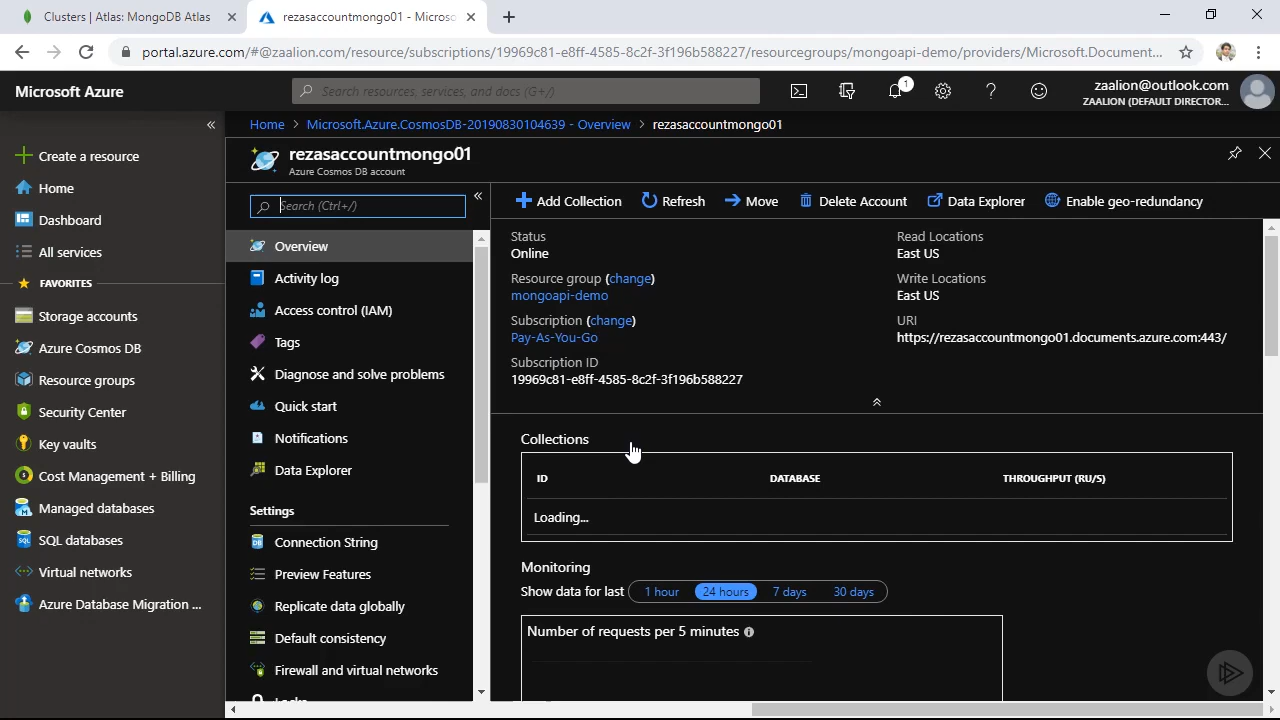 Clusters | Atlas: MongoDB Atlas
rezasaccountmongo01 - Microso
portal.azure.com/#@zaalion.com/resource/subscriptions/19969c81-e8ff-4585-8c2f-3f196b588227/resourcegroups/mongoapi-demo/providers/Microsoft.Document...
Microsoft Azure
Search resources, services, and docs (G+/)
1
zaalion@outlook.com
ZAALION (DEFAULT DIRECTOR...
Create a resource
Home
Dashboard
All services
FAVORITES
Storage accounts
Azure Cosmos DB
Resource groups
Security Center
Key vaults
Cost Management + Billing
Managed databases
SQL databases
Virtual networks
Azure Database Migration ...
Home > Microsoft.Azure.CosmosDB-20190830104639 - Overview > rezasaccountmongo01
rezasaccountmongo01
Azure Cosmos DB account
Search (Ctrl+/)
Overview
Activity log
Access control (IAM)
Tags
Diagnose and solve problems
Quick start
Notifications
Data Explorer
Settings
Connection String
Preview Features
Replicate data globally
Default consistency
Firewall and virtual networks
Locks
Add Collection
Refresh
Move
Delete Account
Data Explorer
Enable geo-redundancy
Status
Online
Resource group (change)
mongoapi-demo
Subscription (change)
Pay-As-You-Go
Subscription ID
19969c81-e8ff-4585-8c2f-3f196b588227
Read Locations
East US
Write Locations
East US
URI
https://rezasaccountmongo01.documents.azure.com:443/
Collections
ID DATABASE THROUGHPUT (RU/S)
Loading...
Monitoring
Show data for last 1 hour 24 hours 7 days 30 days
Number of requests per 5 minutes